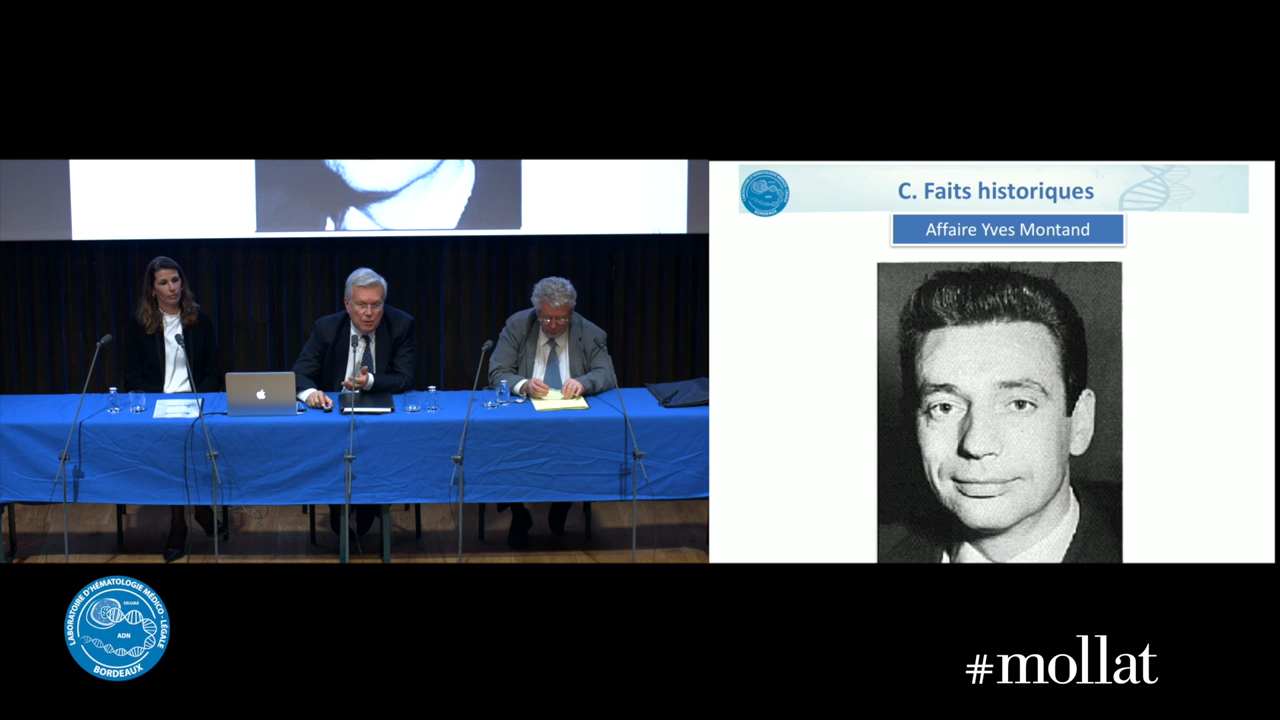 C. Faits historiques
Affaire Yves Montand
LABORATOIRE D'HÉMATOLOGIE MÉDICO-LÉGALE
ADN
BORDEAUX
#mollat